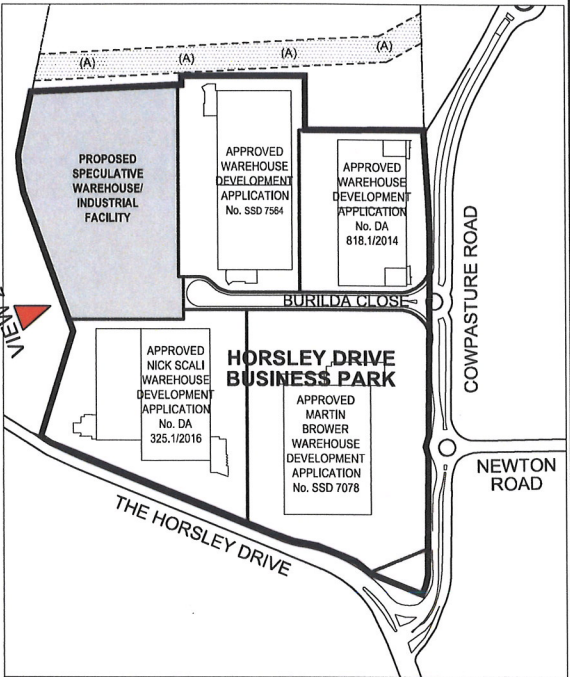 (A)
(A)
(A)
(A)
PROPOSED
SPECULATIVE
WAREHOUSE/
INDUSTRIAL
FACILITY
APPROVED
WAREHOUSE
DEVELOPMENT
APPLICATION
No. SSD 7564
APPROVED
WAREHOUSE
DEVELOPMENT
APPLICATION
No. DA
818.1/2014
COWPASTURE ROAD
BURILDA CLOSE
VIEW
APPROVED
NICK SCALI
WAREHOUSE
DEVELOPMENT
APPLICATION
No. DA
325.1/2016
HORSLEY DRIVE
BUSINESS PARK
APPROVED
MARTIN
BROWER
WAREHOUSE
DEVELOPMENT
APPLICATION
No. SSD 7078
NEWTON
ROAD
THE HORSLEY DRIVE